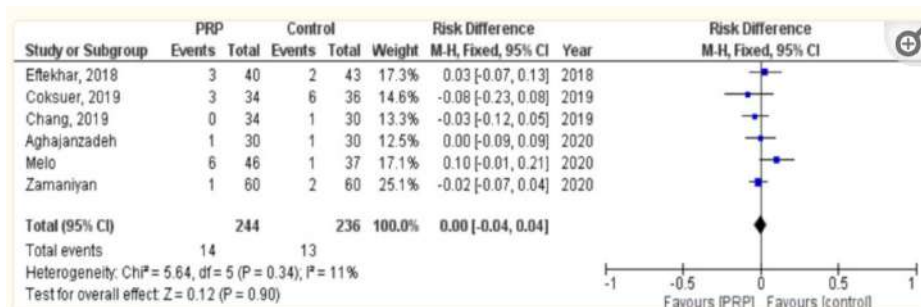 PRP Control Risk Difference Risk Difference
Study or Subgroup Events Total Events Total Weight M-H, Fixed, 95% CI Year M-H, Fixed, 95% CI
Eftekhar, 2018 3 40 2 43 17.3% 0.03 [-0.07, 0.13] 2018
Coksuer, 2019 3 34 6 36 14.6% -0.08 [-0.23, 0.08] 2019
Chang, 2019 0 34 1 30 13.3% -0.03 [-0.12, 0.05] 2019
Aghajanzadeh 1 30 1 30 12.5% 0.00 [-0.09, 0.09] 2020
Melo 6 46 1 37 17.1% 0.10 [-0.01, 0.21] 2020
Zamaniyan 1 60 2 60 25.1% -0.02 [-0.07, 0.04] 2020
Total (95% CI) 244 236 100.0% 0.00 [-0.04, 0.04]
Total events 14 13
Heterogeneity: Chi² = 5.64, df = 5 (P = 0.34); I² = 11%
Test for overall effect: Z = 0.12 (P = 0.90)
-1 -0.5 0 0.5 1
Favours [PRP] Favours [control]